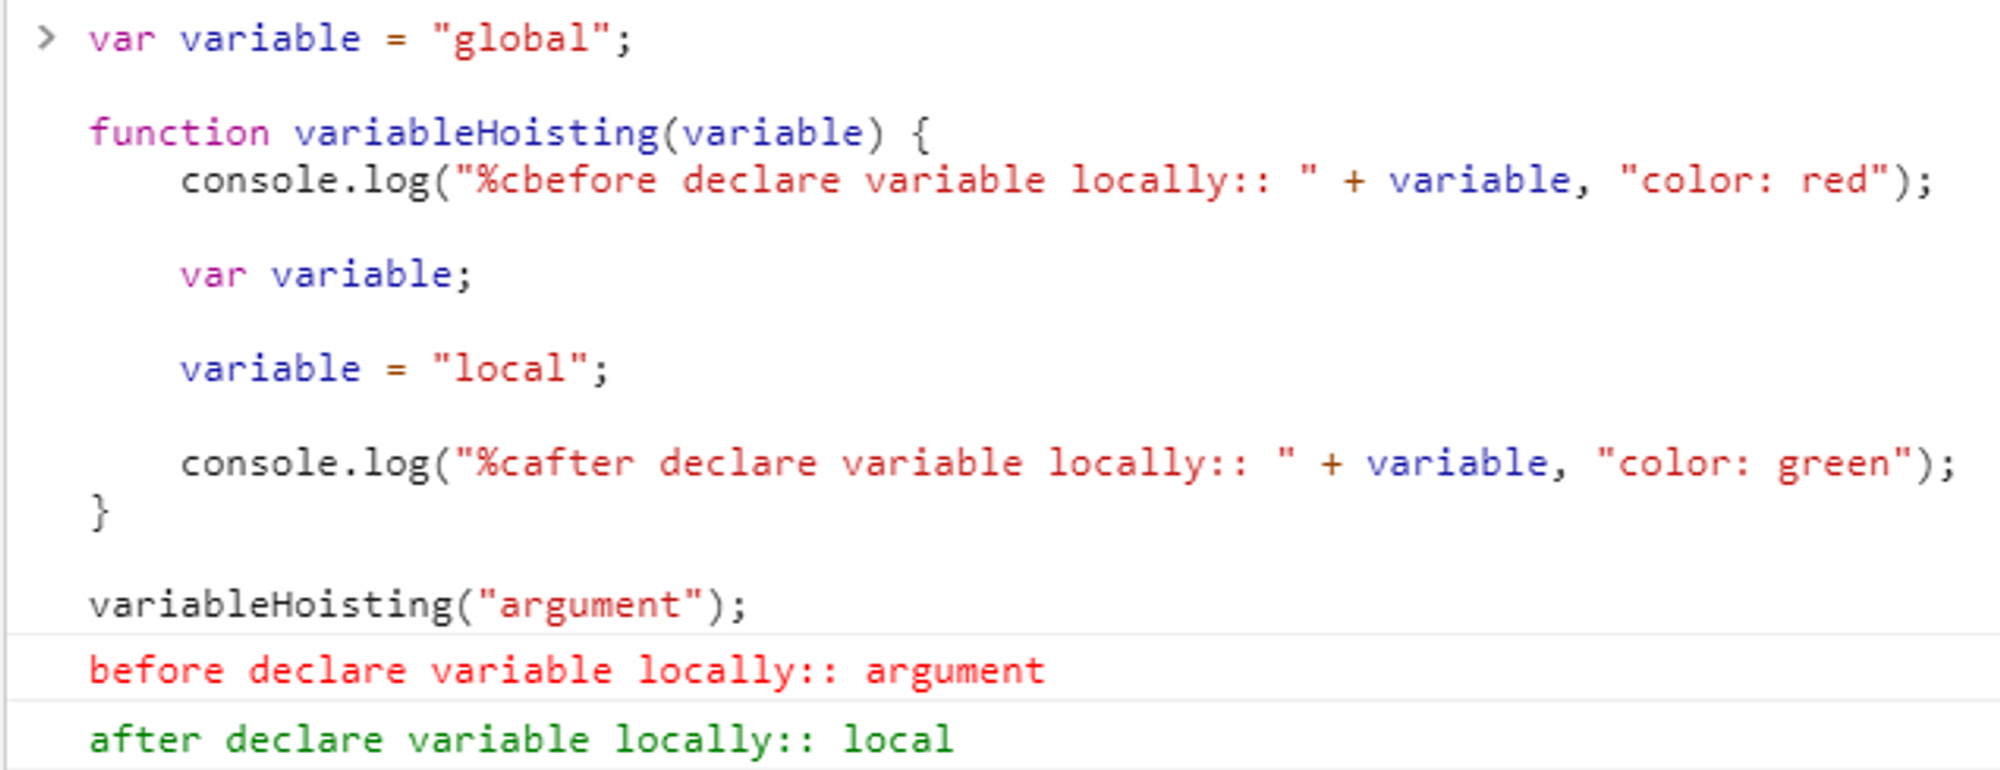 > var variable = "global";
function variableHoisting(variable) {
    console.log("%cbefore declare variable locally:: " + variable, "color: red");
    var variable;
    variable = "local";
    console.log("%cafter declare variable locally:: " + variable, "color: green");
}
variableHoisting("argument");
before declare variable locally:: argument
after declare variable locally:: local